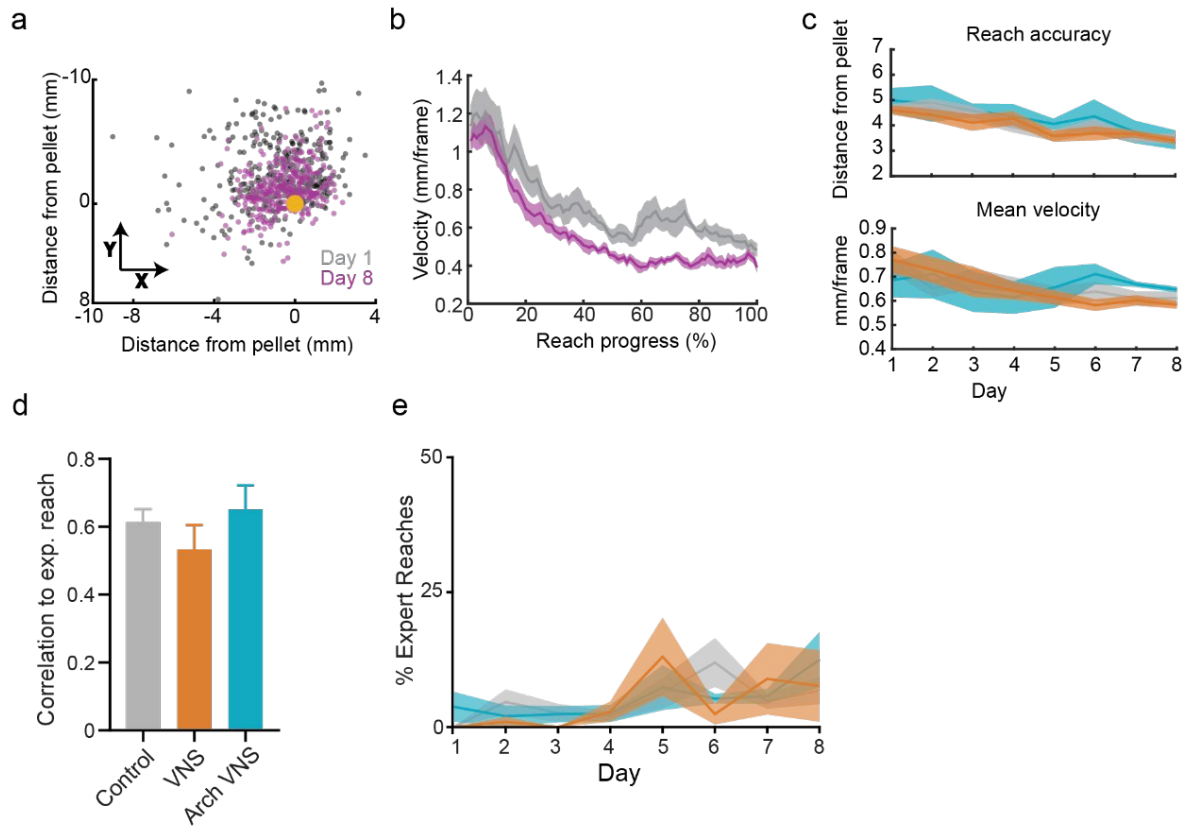 a
Distance from pellet (mm)
-10
0
8
Y
X
Day 1
Day 8
-10 -8 -4 0 4
Distance from pellet (mm)
b
Velocity (mm/frame)
1.4
1.2
1
0.8
0.6
0.4
0.2
0 20 40 60 80 100
Reach progress (%)
c
Reach accuracy
Distance from pellet
7
6
5
4
3
2
Mean velocity
mm/frame
0.9
0.8
0.7
0.6
0.5
0.4
1 2 3 4 5 6 7 8
Day
d
Correlation to exp. reach
0.8
0.6
0.4
0.2
0
Control
VNS
Arch VNS
e
% Expert Reaches
50
25
0
1 2 3 4 5 6 7 8
Day